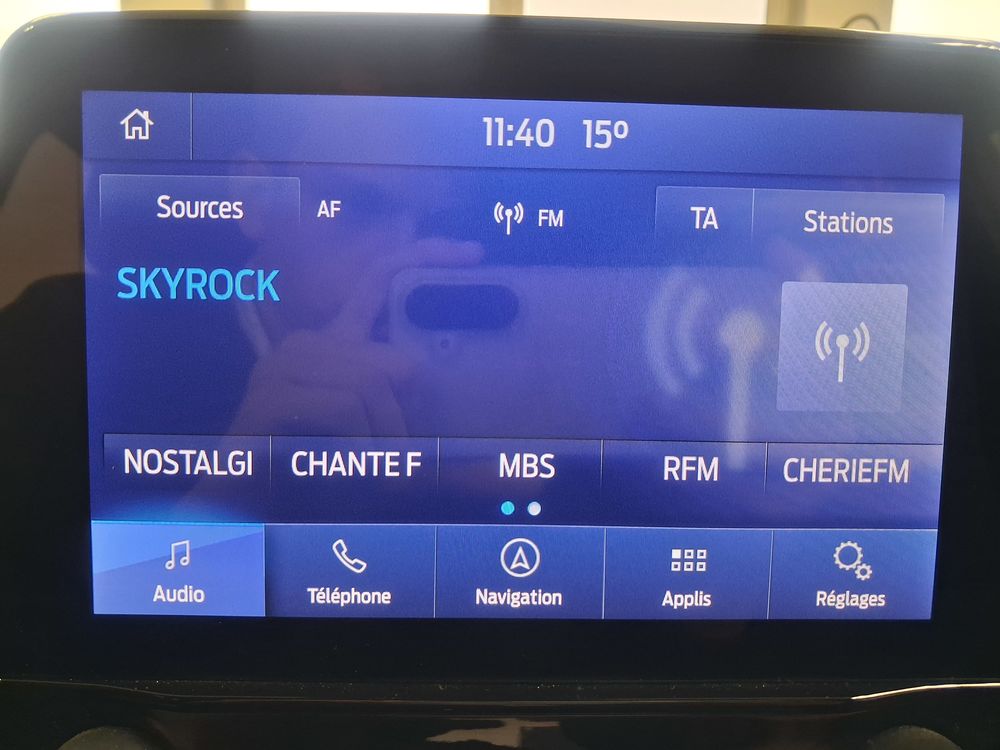 11:40 15º
Sources AF FM TA Stations
SKYROCK
NOSTALGI CHANTE F MBS RFM CHERIEFM
Audio Téléphone Navigation Applis Réglages